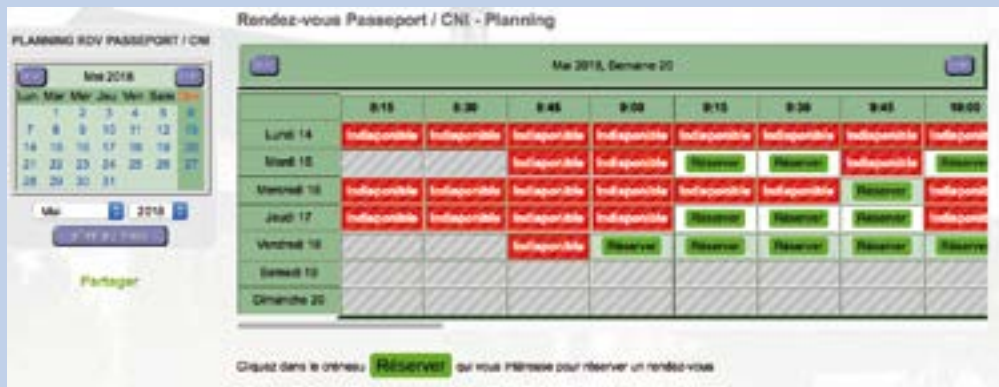 Rendez-vous Passeport / CNI - Planning
PLANNING RDV PASSEPORT / CNI
Mai 2018
Lun Mar Mer Jeu Ven Sam
1 2 3 4 5 6
7 8 9 10 11 12 13
14 15 16 17 18 19 20
21 22 23 24 25 26 27
28 29 30 31
Mai 2018
Partager
Mai 2018, Semaine 20
8:15 8:30 8:45 9:00 9:15 9:30 9:45 10:00
Lundi 14 Indisponible Indisponible Indisponible Indisponible Indisponible Indisponible Indisponible
Mardi 15 Indisponible Indisponible Réserver Réserver Indisponible Réserver
Mercredi 16 Indisponible Indisponible Indisponible Indisponible Indisponible Indisponible Réserver
Jeudi 17 Indisponible Indisponible Indisponible Indisponible Réserver Réserver Réserver
Vendredi 18 Indisponible Réserver Réserver Réserver Réserver Réserver
Samedi 19
Dimanche 20
Cliquez dans le créneau Réserver qui vous intéresse pour réserver un rendez-vous